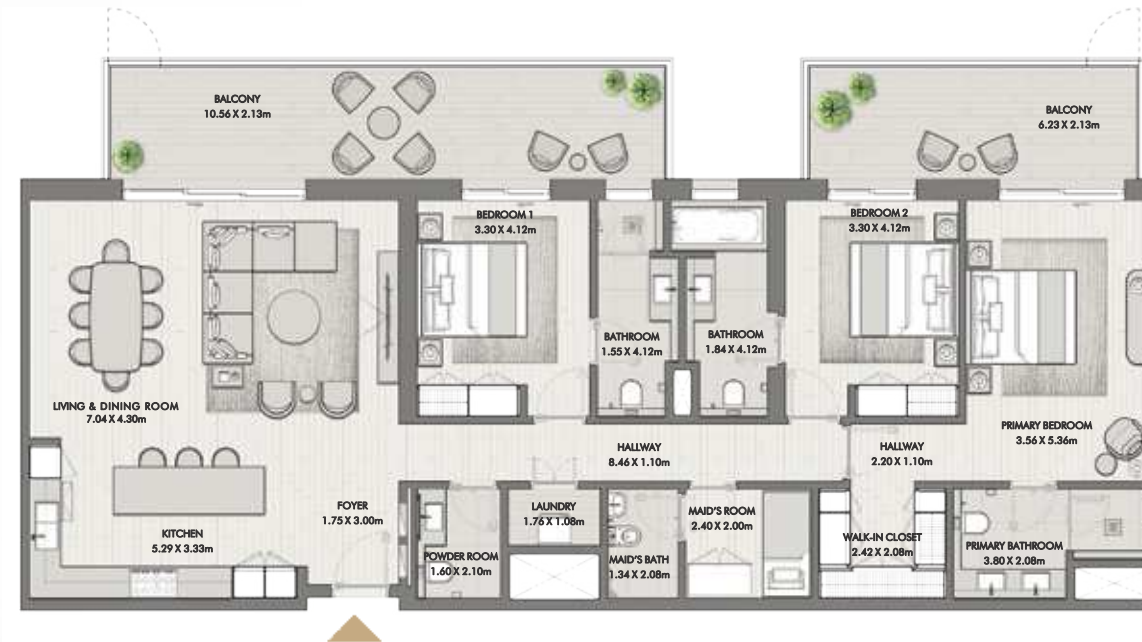 BALCONY
10.56 X 2.13m
BALCONY
6.23 X 2.13m
BEDROOM 1
3.30 X 4.12m
BEDROOM 2
3.30 X 4.12m
BATHROOM
1.55 X 4.12m
BATHROOM
1.84 X 4.12m
LIVING & DINING ROOM
7.04 X 4.30m
PRIMARY BEDROOM
3.56 X 5.36m
HALLWAY
8.46 X 1.10m
HALLWAY
2.20 X 1.10m
FOYER
1.75 X 3.00m
LAUNDRY
1.76 X 1.08m
MAID'S ROOM
2.40 X 2.00m
KITCHEN
5.29 X 3.33m
WALK-IN CLOSET
2.42 X 2.08m
PRIMARY BATHROOM
3.80 X 2.08m
POWDER ROOM
1.60 X 2.10m
MAID'S BATH
1.34 X 2.08m